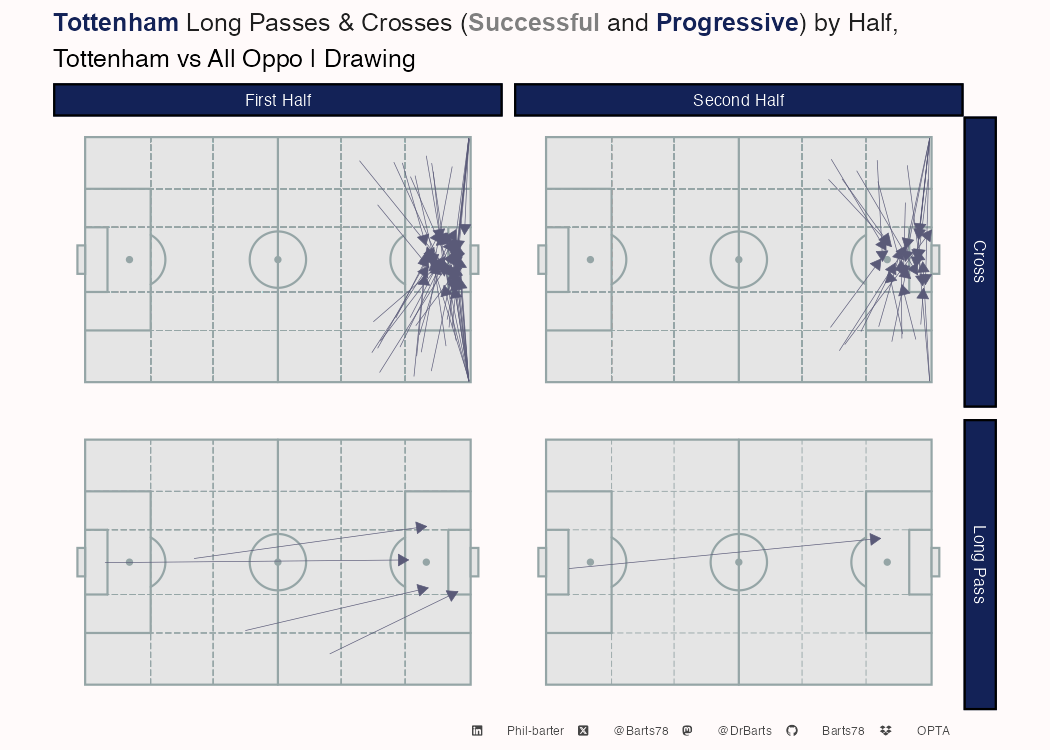 Tottenham Long Passes & Crosses (Successful and Progressive) by Half,
Tottenham vs All Oppo | Drawing
First Half
Second Half
Cross
Long Pass
Phil-barter @Barts78 @DrBarts Barts78 OPTA